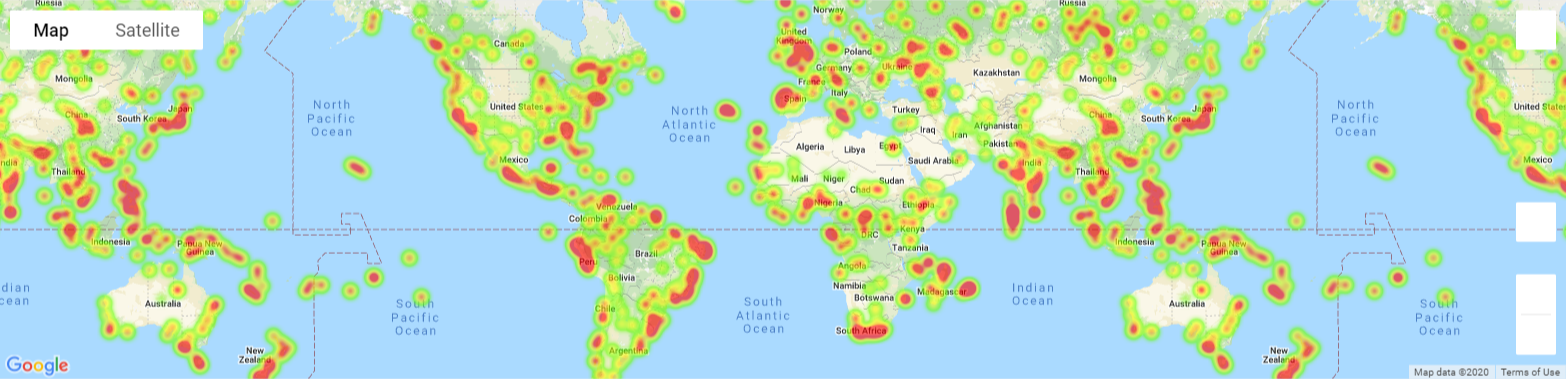 Russia
Norway
Russia
Map
Satellite
Canada
United
Kingdom
Poland
Mongolia
Germany
Ukraine
Kazakhstan
Mongolia
France
Italy
Spain
Japan
China
South Korea
North
Pacific
Ocean
United States
North
Atlantic
Ocean
Turkey
Iraq
Iran
Afghanistan
Pakistan
China
Japan
South Korea
North
Pacific
Ocean
United States
India
Thailand
Mexico
Algeria
Libya
Egypt
Saudi Arabia
India
Thailand
Mexico
Mali
Niger
Chad
Sudan
Nigeria
Ethiopia
Venezuela
Colombia
Indonesia
Papua New
Guinea
DRC
Kenya
Indonesia
Papua New
Guinea
Peru
Brazil
Tanzania
Bolivia
Angola
Namibia
Botswana
Madagascar
dian
cean
Australia
South
Pacific
Ocean
Chile
South
Atlantic
Ocean
Indian
Ocean
Australia
South
Pacific
Ocean
South Africa
New
Zealand
Argentina
New
Zealand
Google
Map data ©2020
Terms of Use